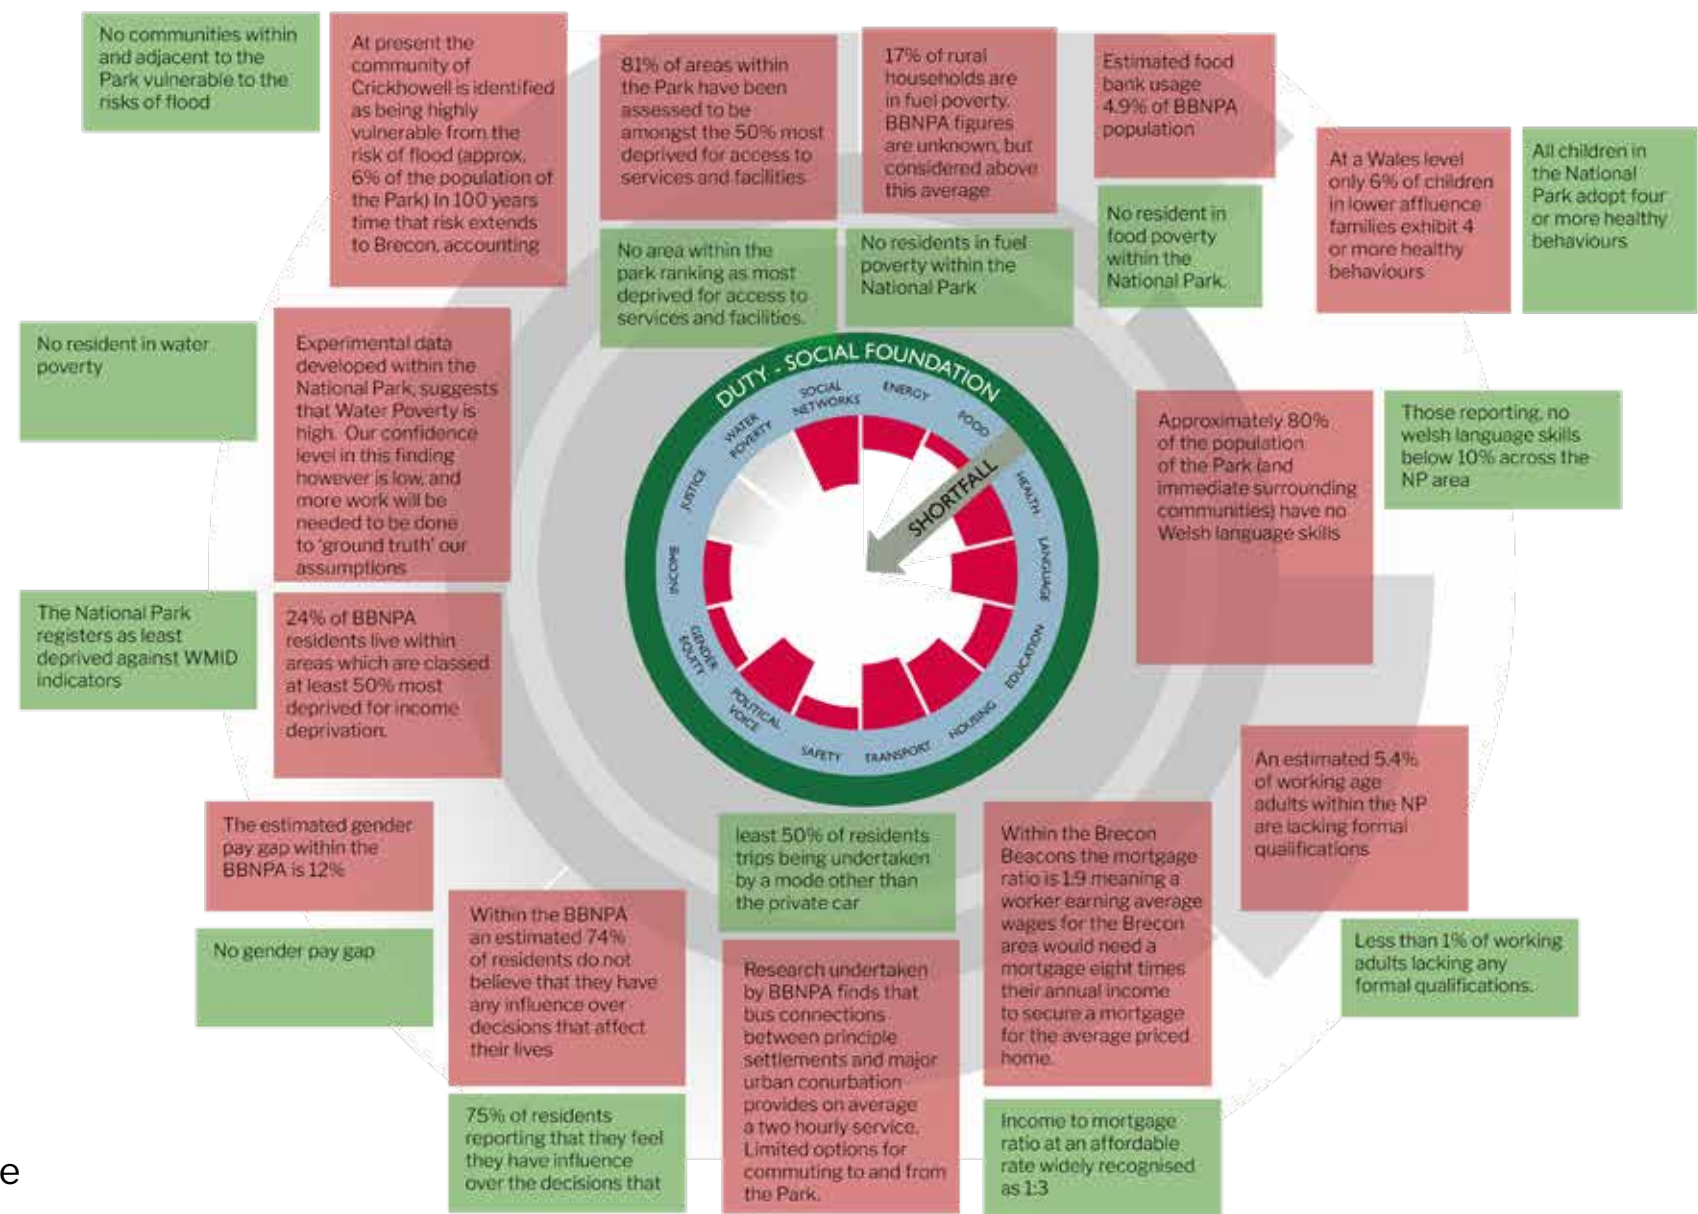 No communities within
and adjacent to the
Park vulnerable to the
risks of flood
At present the
community of
Crickhowell is identified
as being highly
vulnerable from the
risk of flood (approx.
6% of the population of
the Park) In 100 years
time that risk extends
to Brecon, accounting
81% of areas within
the Park have been
assessed to be
amongst the 50% most
deprived for access to
services and facilities
17% of rural
households are
in fuel poverty.
BBNPA figures
are unknown, but
considered above
this average
Estimated food
bank usage
4.9% of BBNPA
population
At a Wales level
only 6% of children
in lower affluence
families exhibit 4
or more healthy
behaviours
All children in
the National
Park adopt four
or more healthy
behaviours
No area within the
park ranking as most
deprived for access to
services and facilities.
No residents in fuel
poverty within the
National Park
No resident in
food poverty
within the
National Park.
No resident in water
poverty
Experimental data
developed within the
National Park, suggests
that Water Poverty is
high. Our confidence
level in this finding
however is low, and
more work will be
needed to be done
to ‘ground truth’ our
assumptions
DUTY - SOCIAL FOUNDATION
SOCIAL
NETWORKS
ENERGY
FOOD
HEALTH
LANGUAGE
EDUCATION
HOUSING
TRANSPORT
SAFETY
POLITICAL
VOICE
GENDER
EQUITY
INCOME
JUSTICE
WATER
POVERTY
SHORTFALL
Approximately 80%
of the population
of the Park (and
immediate surrounding
communities) have no
Welsh language skills
Those reporting, no
welsh language skills
below 10% across the
NP area
The National Park
registers as least
deprived against WMID
indicators
24% of BBNPA
residents live within
areas which are classed
at least 50% most
deprived for income
deprivation.
An estimated 5.4%
of working age
adults within the NP
are lacking formal
qualifications
Less than 1% of working
adults lacking any
formal qualifications.
The estimated gender
pay gap within the
BBNPA is 12%
No gender pay gap
Within the BBNPA
an estimated 74%
of residents do not
believe that they have
any influence over
decisions that affect
their lives
75% of residents
reporting that they feel
they have influence
over the decisions that
least 50% of residents
trips being undertaken
by a mode other than
the private car
Research undertaken
by BBNPA finds that
bus connections
between principle
settlements and major
urban conurbation
provides on average
a two hourly service.
Limited options for
commuting to and from
the Park.
Within the Brecon
Beacons the mortgage
ratio is 1:9 meaning a
worker earning average
wages for the Brecon
area would need a
mortgage eight times
their annual income
to secure a mortgage
for the average priced
home.
Income to mortgage
ratio at an affordable
rate widely recognised
as 1:3
e